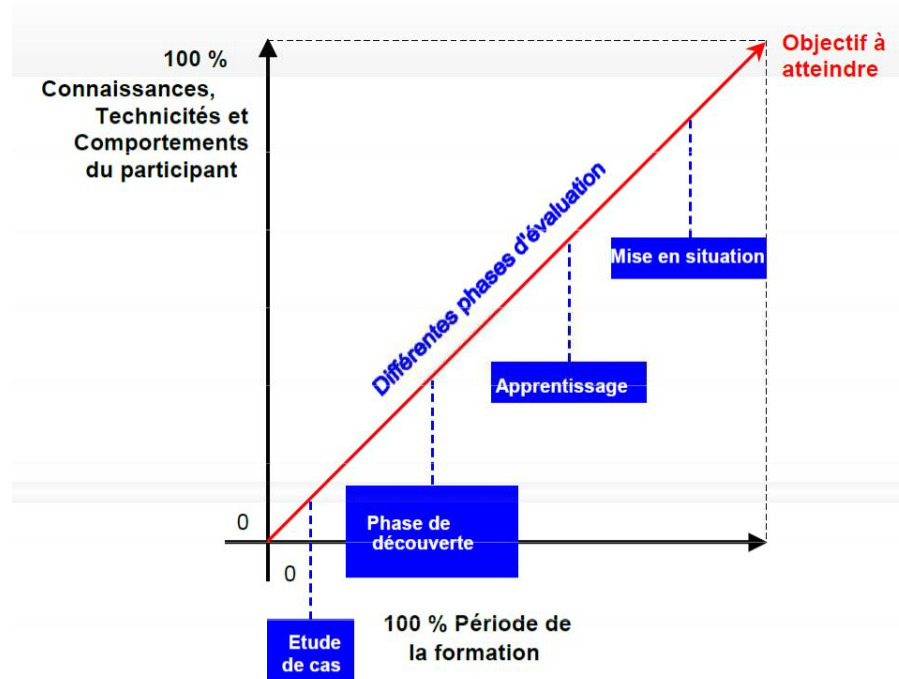 100 %
Connaissances,
Technicités et
Comportements
du participant
Objectif à
atteindre
Différentes phases d'évaluation
Mise en situation
Apprentissage
Phase de
découverte
0
0
Etude
de cas
100 % Période de
la formation